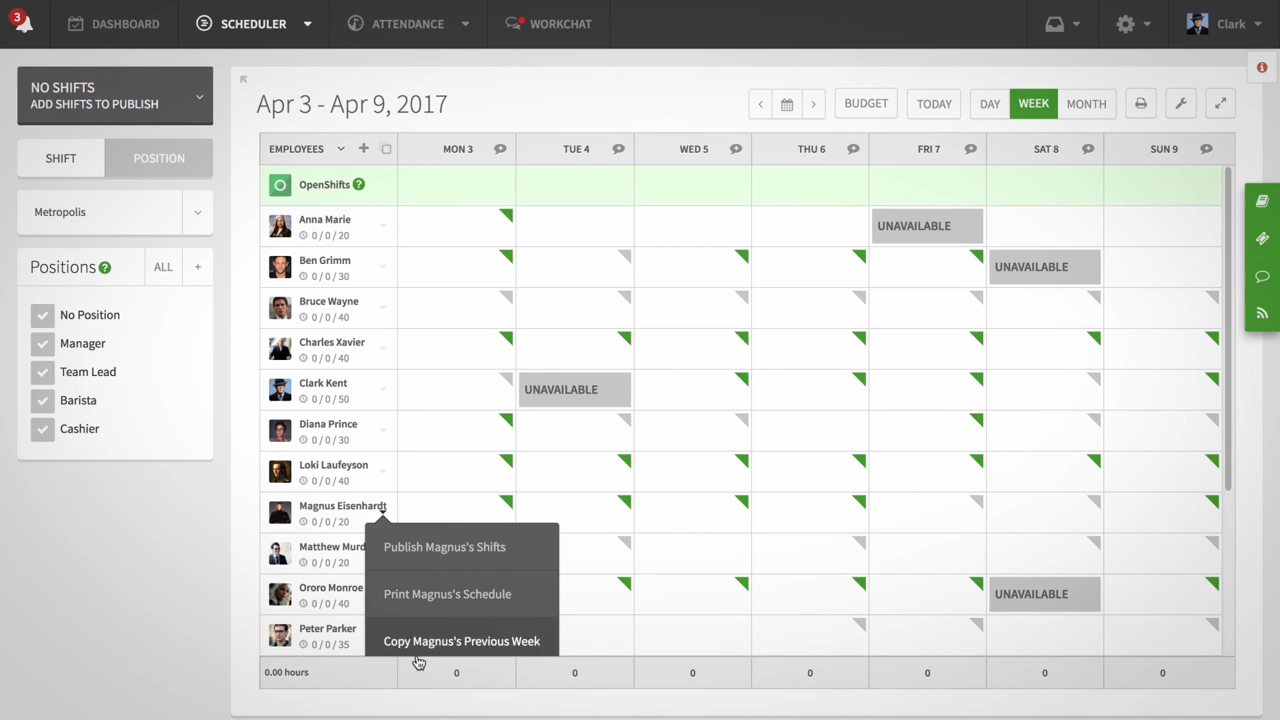 3
DASHBOARD
SCHEDULER
ATTENDANCE
WORKCHAT
Clark
NO SHIFTS
ADD SHIFTS TO PUBLISH
SHIFT
POSITION
Metropolis
Positions ?
ALL
+
No Position
Manager
Team Lead
Barista
Cashier
Apr 3 - Apr 9, 2017
BUDGET
TODAY
DAY
WEEK
MONTH
EMPLOYEES
MON 3
TUE 4
WED 5
THU 6
FRI 7
SAT 8
SUN 9
OpenShifts ?
Anna Marie
0 / 0 / 20
UNAVAILABLE
Ben Grimm
0 / 0 / 30
UNAVAILABLE
Bruce Wayne
0 / 0 / 40
Charles Xavier
0 / 0 / 40
Clark Kent
0 / 0 / 50
UNAVAILABLE
Diana Prince
0 / 0 / 30
Loki Laufeyson
0 / 0 / 40
Magnus Eisenhardt
0 / 0 / 20
Publish Magnus's Shifts
Print Magnus's Schedule
Copy Magnus's Previous Week
Matthew Murd
0 / 0 / 20
Ororo Monroe
0 / 0 / 40
UNAVAILABLE
Peter Parker
0 / 0 / 35
0.00 hours
0
0
0
0
0
0
0